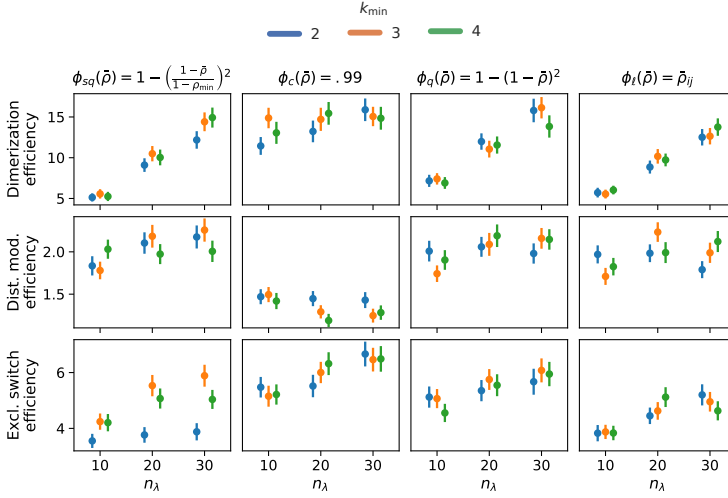 k_min
2 3 4
ϕ_sq(ρ̄) = 1 − ((1−ρ̄)/(1−ρ_min))^2
ϕ_c(ρ̄) = .99
ϕ_q(ρ̄) = 1 − (1 − ρ̄)^2
ϕ_ℓ(ρ̄) = ρ̄_ij
Dimerization
efficiency
15
10
5
Dist. mod.
efficiency
2.0
1.5
Excl. switch
efficiency
6
4
10 20 30 10 20 30 10 20 30 10 20 30
n_λ n_λ n_λ n_λ